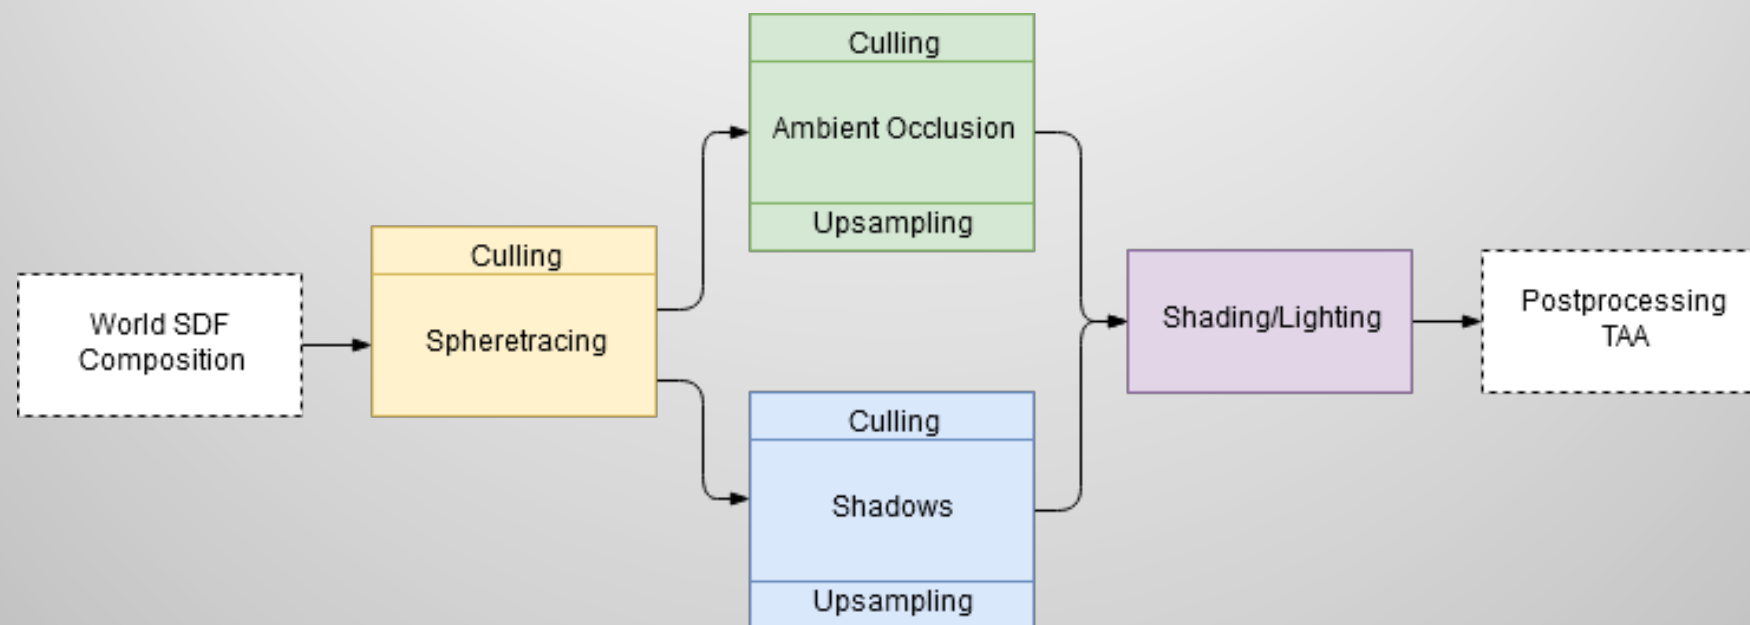 World SDF
Composition
Culling
Spheretracing
Culling
Ambient Occlusion
Upsampling
Culling
Shadows
Upsampling
Shading/Lighting
Postprocessing
TAA